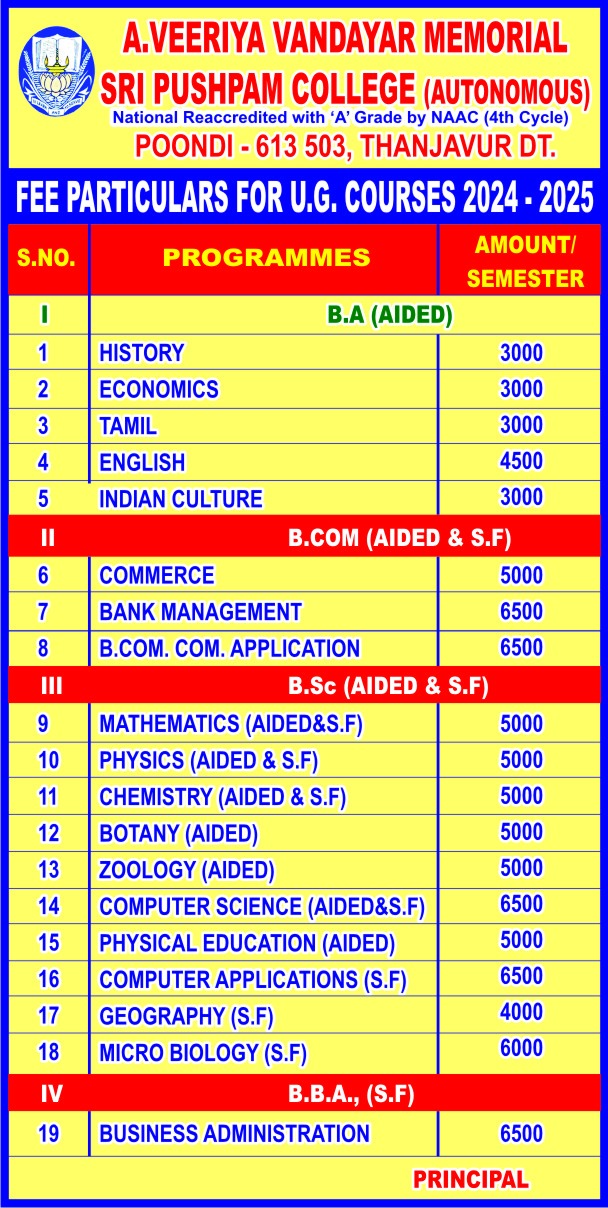 A.VEERIYA VANDAYAR MEMORIAL
SRI PUSHPAM COLLEGE (AUTONOMOUS)
National Reaccredited with ‘A’ Grade by NAAC (4th Cycle)
POONDI - 613 503, THANJAVUR DT.
FEE PARTICULARS FOR U.G. COURSES 2024 - 2025
S.NO. PROGRAMMES AMOUNT/
SEMESTER
I B.A (AIDED)
1 HISTORY 3000
2 ECONOMICS 3000
3 TAMIL 3000
4 ENGLISH 4500
5 INDIAN CULTURE 3000
II B.COM (AIDED & S.F)
6 COMMERCE 5000
7 BANK MANAGEMENT 6500
8 B.COM. COM. APPLICATION 6500
III B.Sc (AIDED & S.F)
9 MATHEMATICS (AIDED&S.F) 5000
10 PHYSICS (AIDED & S.F) 5000
11 CHEMISTRY (AIDED & S.F) 5000
12 BOTANY (AIDED) 5000
13 ZOOLOGY (AIDED) 5000
14 COMPUTER SCIENCE (AIDED&S.F) 6500
15 PHYSICAL EDUCATION (AIDED) 5000
16 COMPUTER APPLICATIONS (S.F) 6500
17 GEOGRAPHY (S.F) 4000
18 MICRO BIOLOGY (S.F) 6000
IV B.B.A., (S.F)
19 BUSINESS ADMINISTRATION 6500
PRINCIPAL